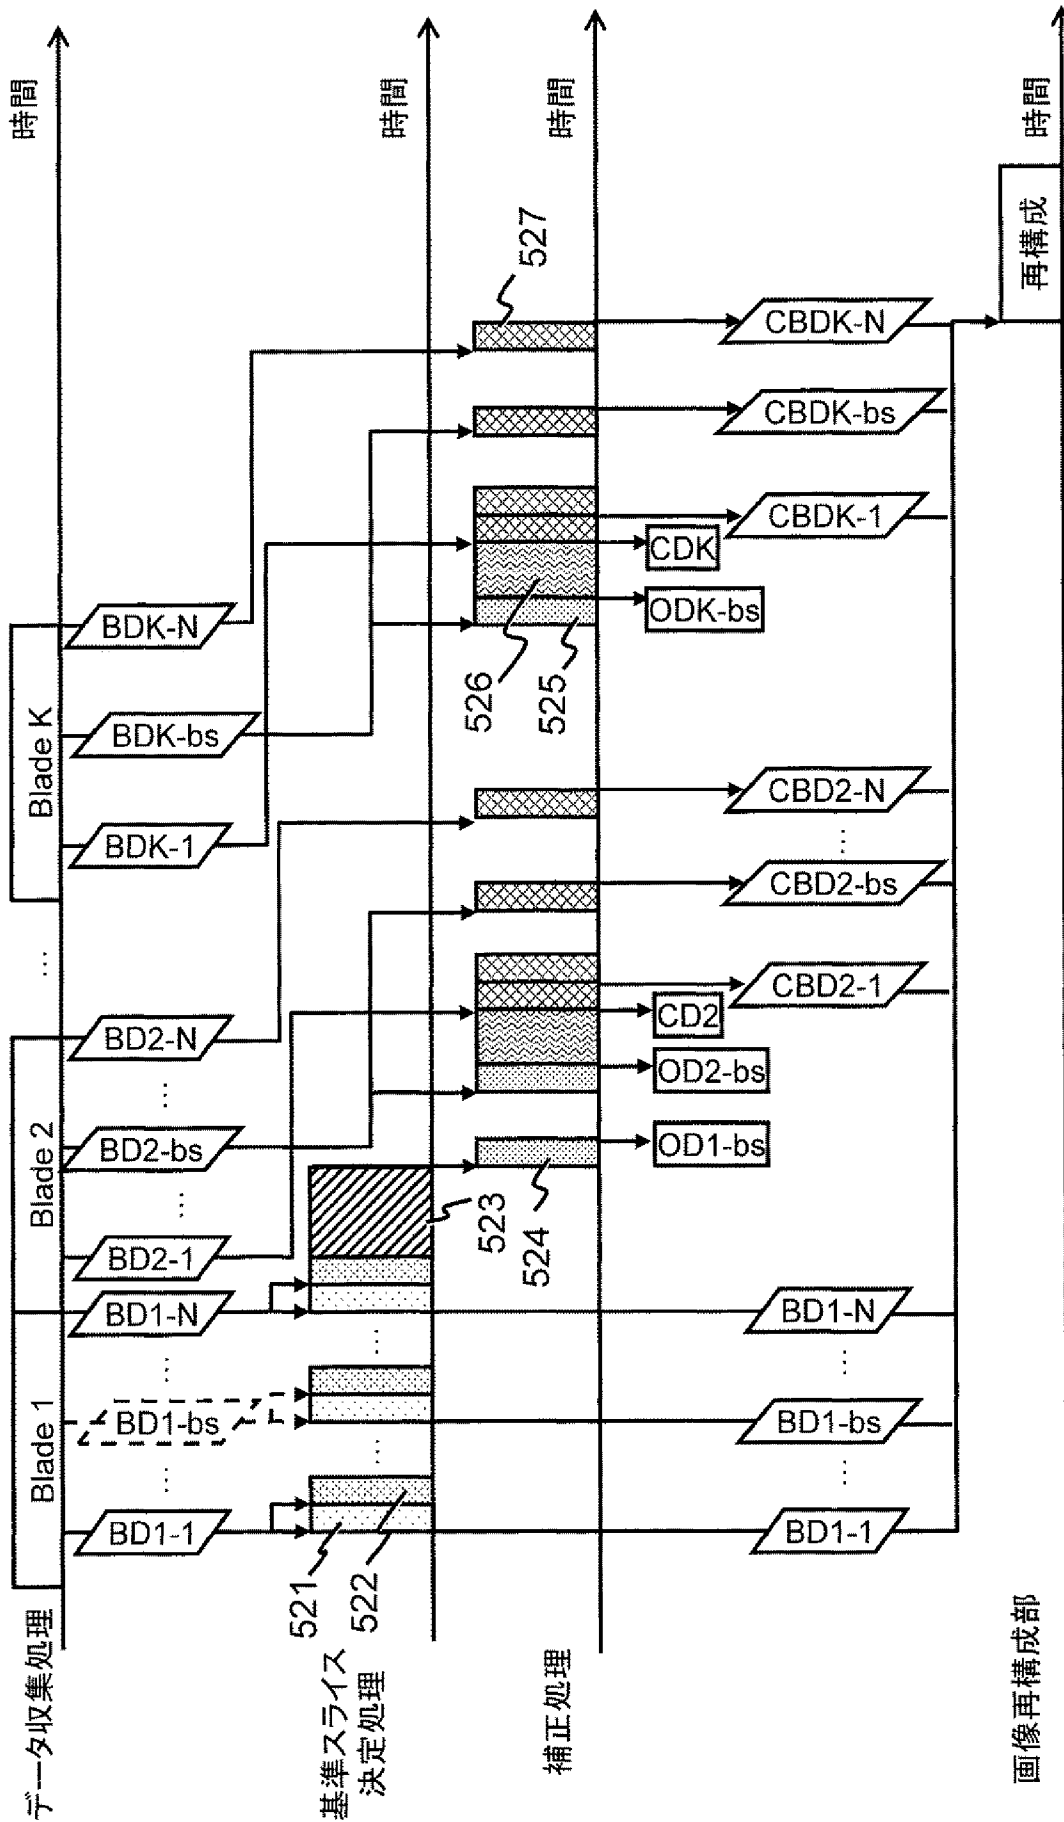 データ収集処理
Blade 1
Blade 2
…
Blade K
時間
BD1-1
…
BD1-bs
…
BD1-N
BD2-1
…
BD2-bs
…
BD2-N
BDK-1
BDK-bs
BDK-N
基準スライス
決定処理
521
522
…
…
523
時間
補正処理
524
525
526
527
時間
OD1-bs
OD2-bs
CD2
ODK-bs
CDK
BD1-1
…
BD1-bs
…
BD1-N
CBD2-1
CBD2-bs
…
CBD2-N
CBDK-1
CBDK-bs
CBDK-N
画像再構成部
再構成
時間